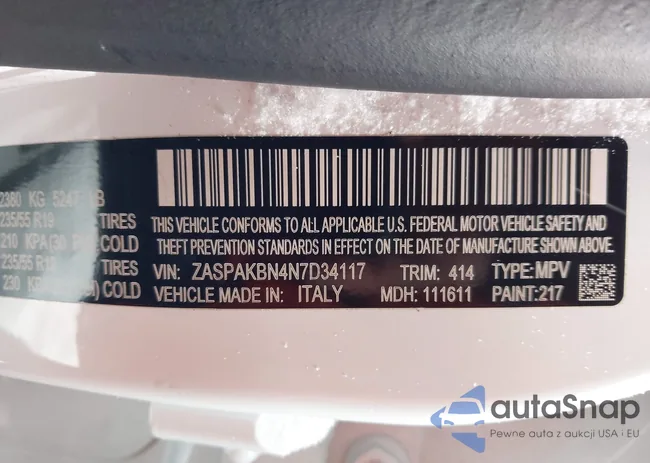 2380 KG 5247 LB
235/55 R19 TIRES
210 KPA(30 PSI) COLD
235/55 R19 TIRES
230 COLD
THIS VEHICLE CONFORMS TO ALL APPLICABLE U.S. FEDERAL MOTOR VEHICLE SAFETY AND
THEFT PREVENTION STANDARDS IN EFFECT ON THE DATE OF MANUFACTURE SHOWN ABOVE.
VIN: ZASPAKBN4N7D34117 TRIM: 414 TYPE: MPV
VEHICLE MADE IN: ITALY MDH: 111611 PAINT:217
autaSnap
Pewne auta z aukcji USA i EU